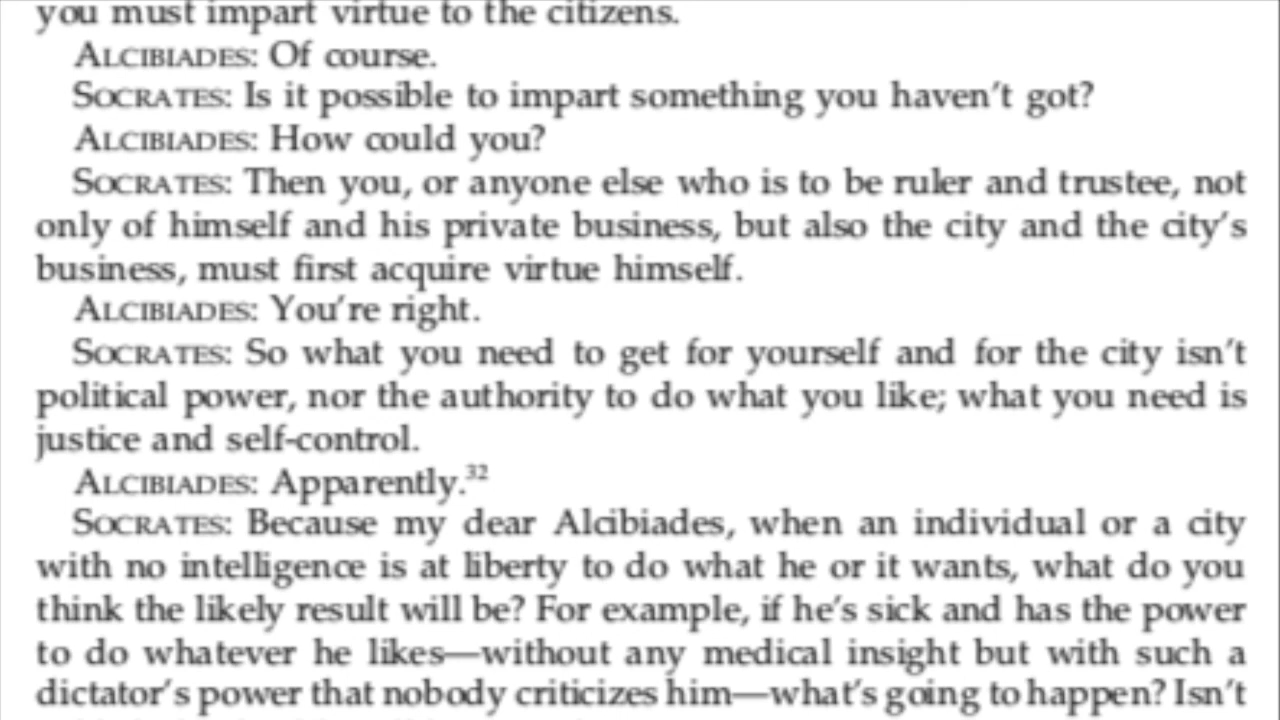 you must impart virtue to the citizens.
ALCIBIADES: Of course.
SOCRATES: Is it possible to impart something you haven't got?
ALCIBIADES: How could you?
SOCRATES: Then you, or anyone else who is to be ruler and trustee, not
only of himself and his private business, but also the city and the city's
business, must first acquire virtue himself.
ALCIBIADES: You're right.
SOCRATES: So what you need to get for yourself and for the city isn't
political power, nor the authority to do what you like; what you need is
justice and self-control.
ALCIBIADES: Apparently.³²
SOCRATES: Because my dear Alcibiades, when an individual or a city
with no intelligence is at liberty to do what he or it wants, what do you
think the likely result will be? For example, if he's sick and has the power
to do whatever he likes—without any medical insight but with such a
dictator's power that nobody criticizes him—what's going to happen? Isn't